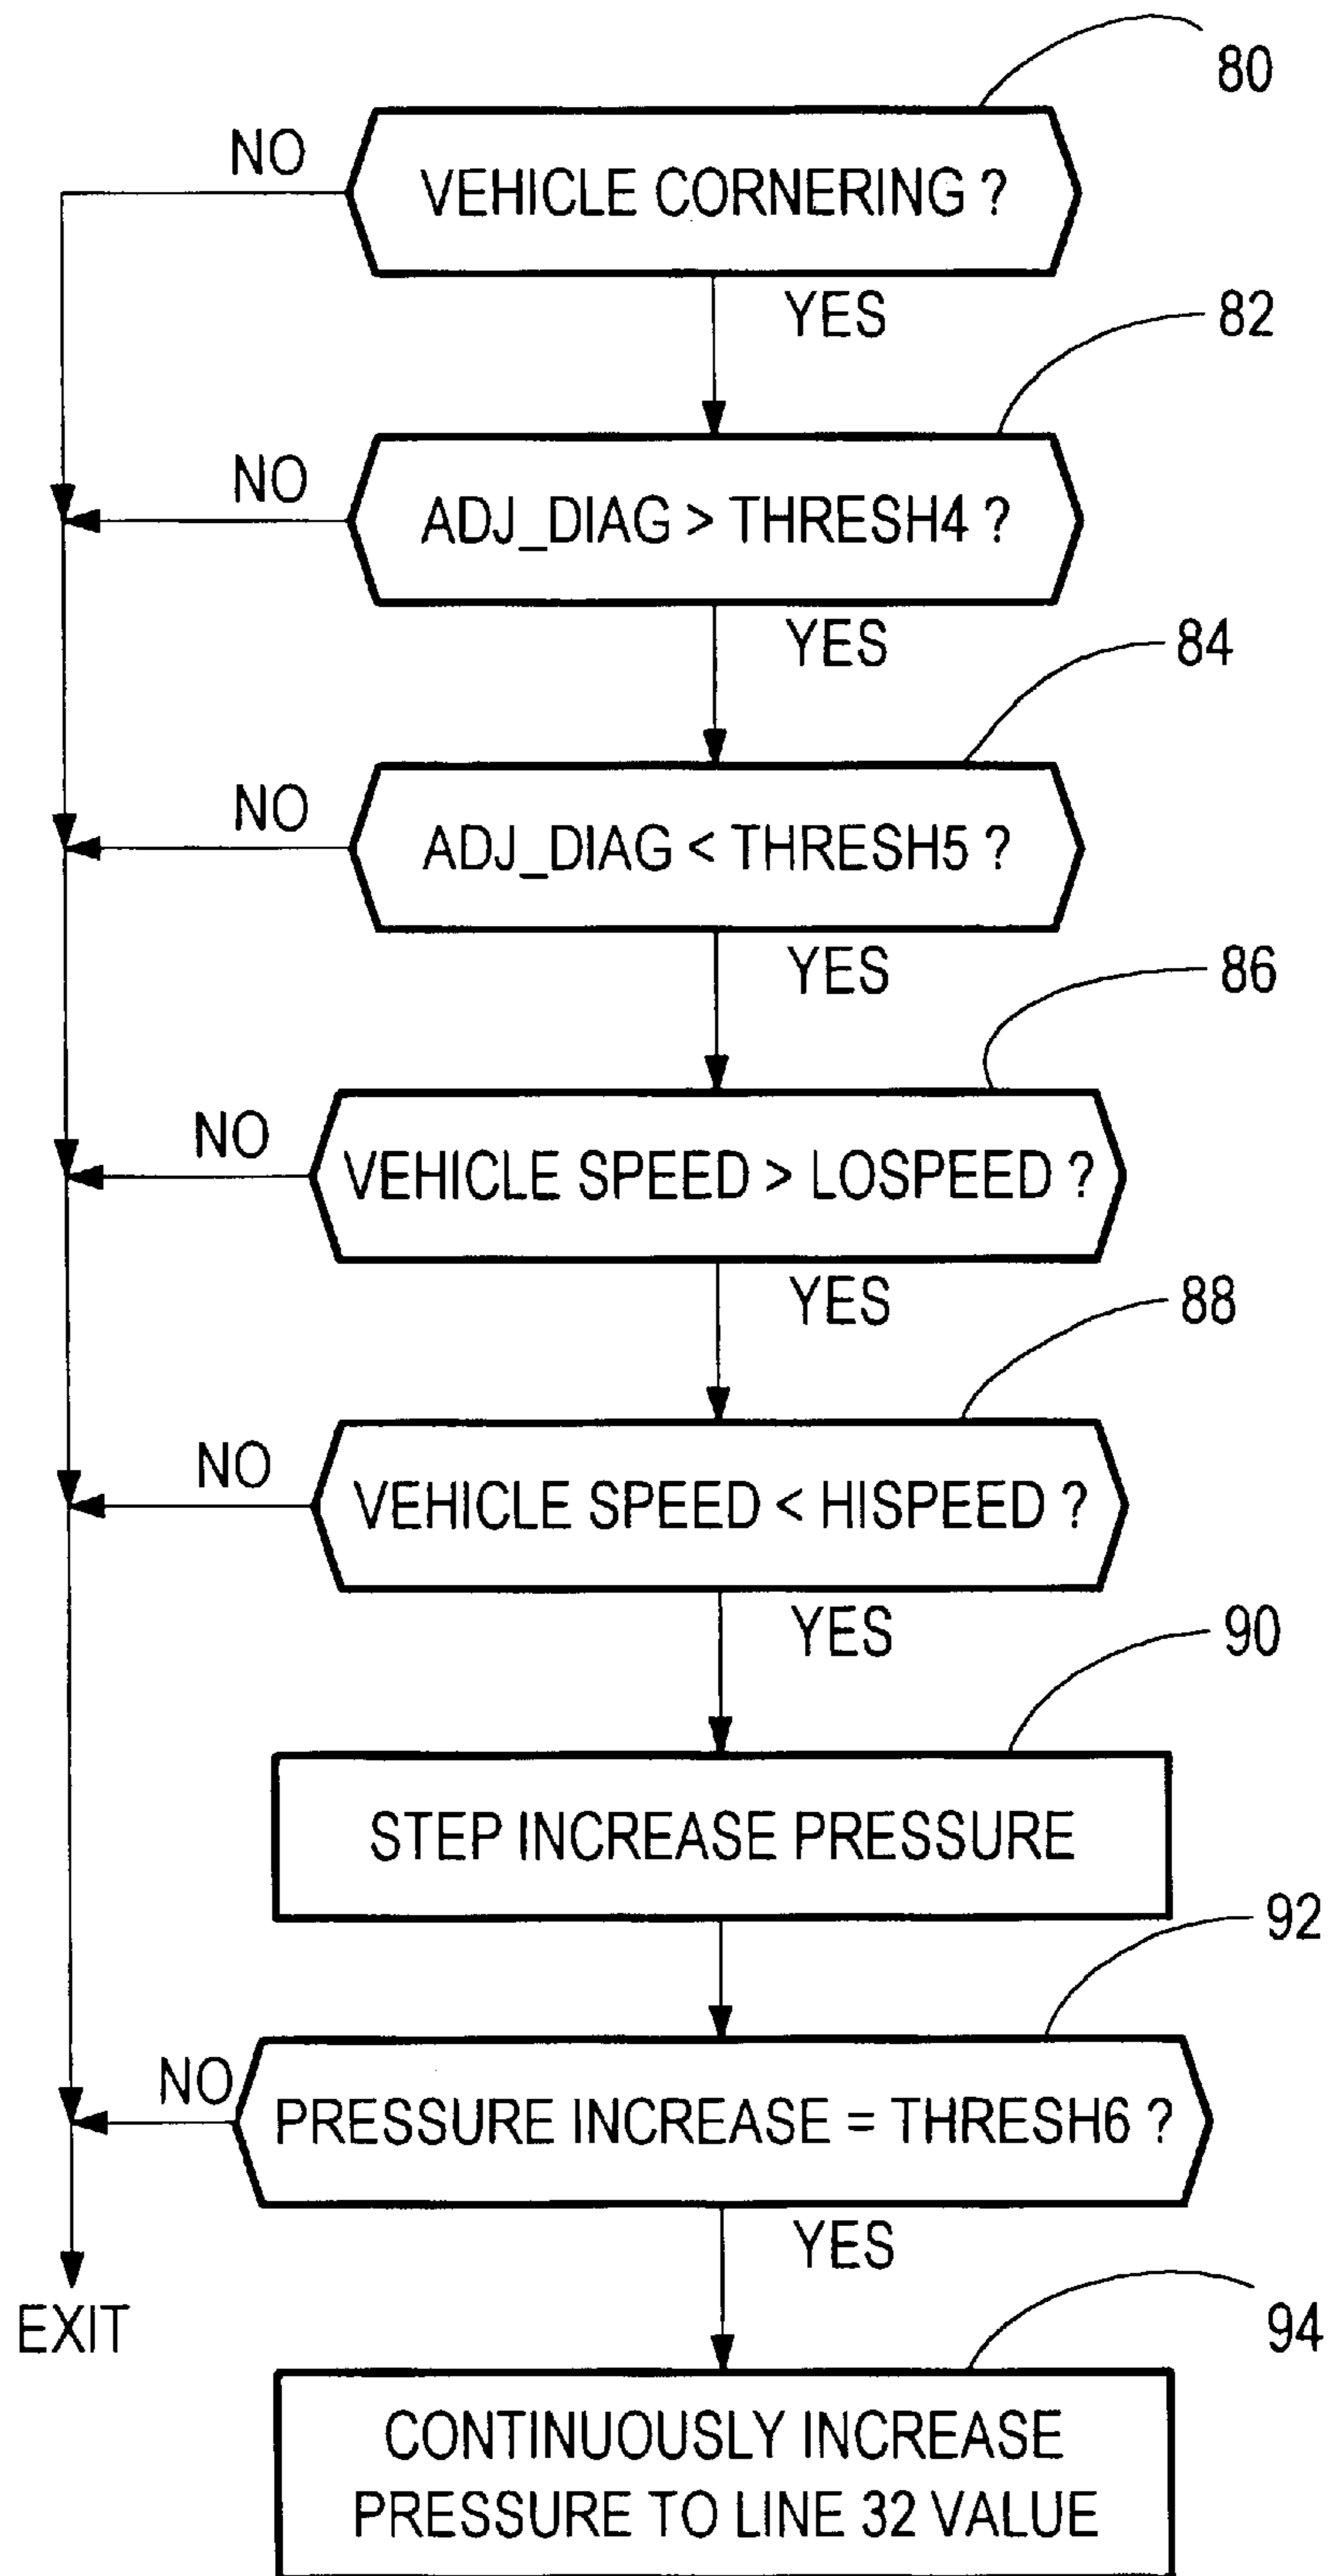 80
NO
VEHICLE CORNERING ?
YES
82
NO
ADJ_DIAG > THRESH4 ?
YES
84
NO
ADJ_DIAG < THRESH5 ?
YES
86
NO
VEHICLE SPEED > LOSPEED ?
YES
88
NO
VEHICLE SPEED < HISPEED ?
YES
90
STEP INCREASE PRESSURE
92
NO
PRESSURE INCREASE = THRESH6 ?
YES
EXIT
94
CONTINUOUSLY INCREASE
PRESSURE TO LINE 32 VALUE